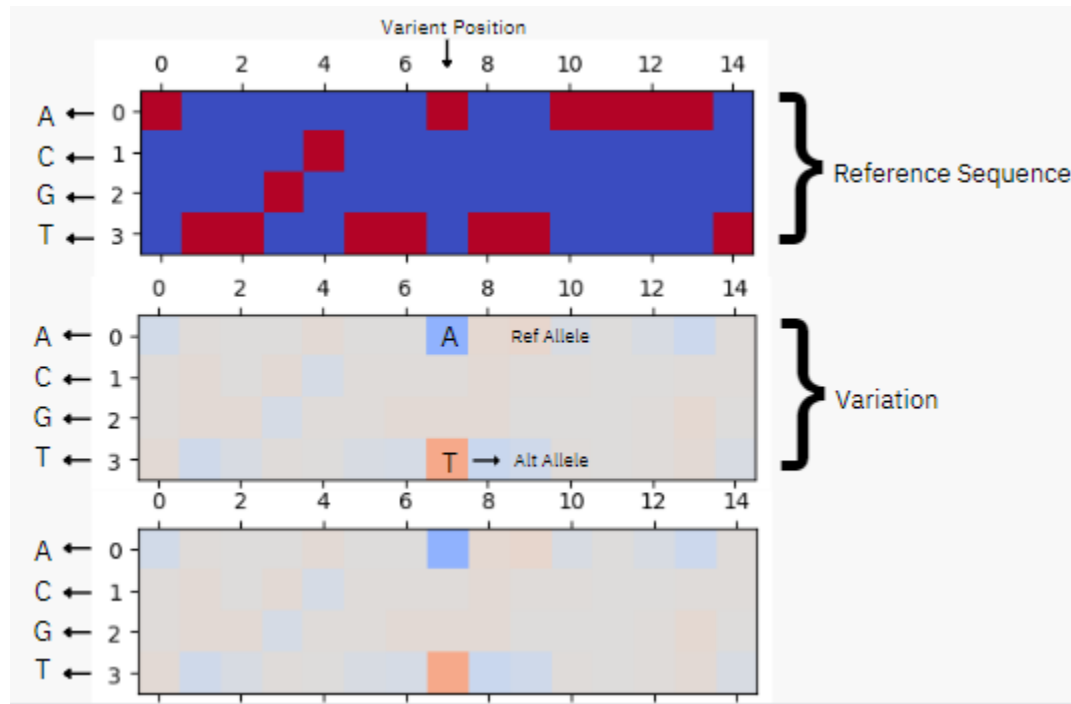 Varient Position
0 2 4 6 8 10 12 14
A 0
C 1
G 2
T 3
Reference Sequence
0 2 4 6 8 10 12 14
A 0 A Ref Allele
C 1
G 2
T 3 T Alt Allele
Variation
0 2 4 6 8 10 12 14
A 0
C 1
G 2
T 3